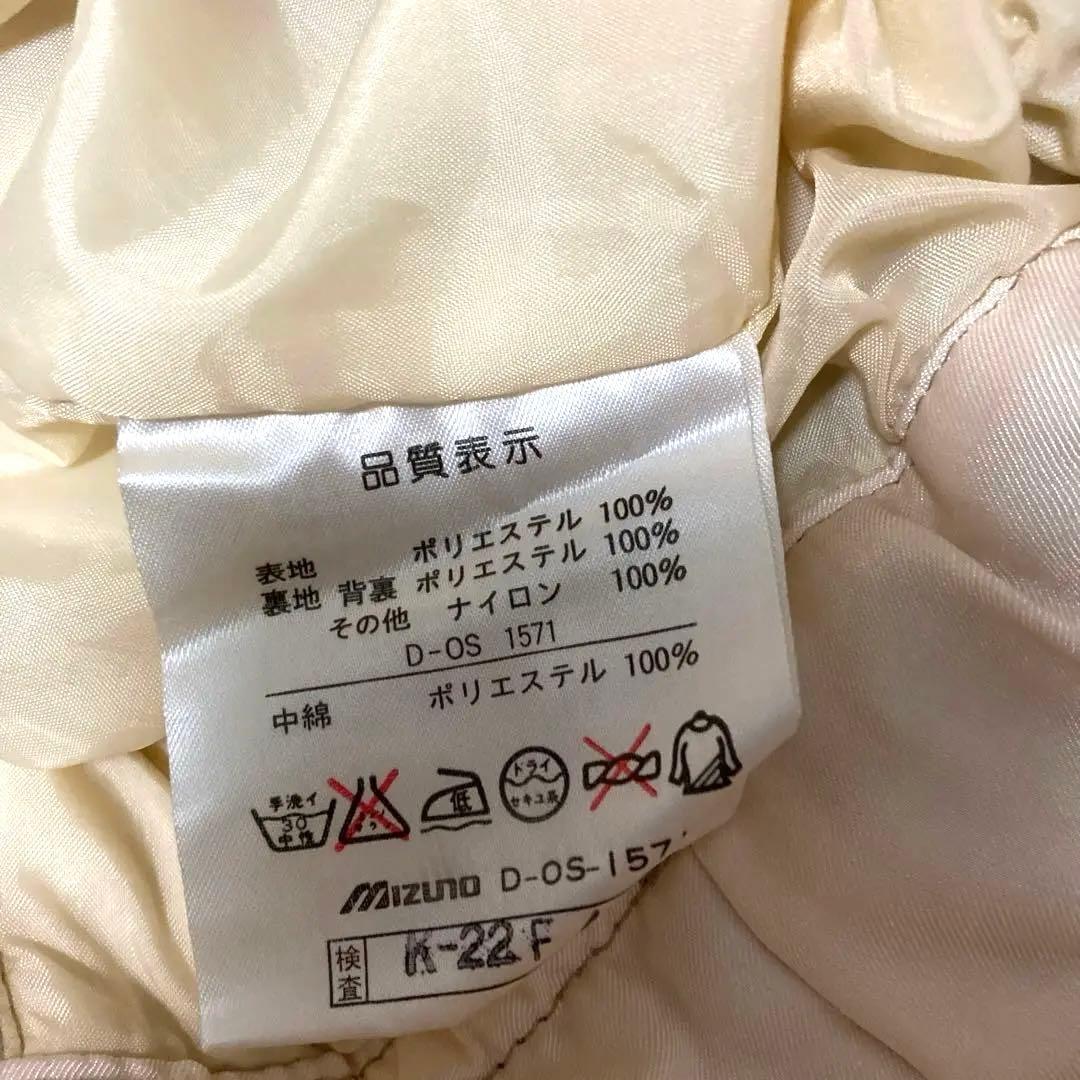 品質表示
表地 ポリエステル 100%
裏地 背裏 ポリエステル 100%
その他 ナイロン 100%
D-OS 1571
中綿 ポリエステル 100%
手洗イ 30 中性
低
ドライ セキユ系
MIZUNO D-OS-157
検査 K-22 F